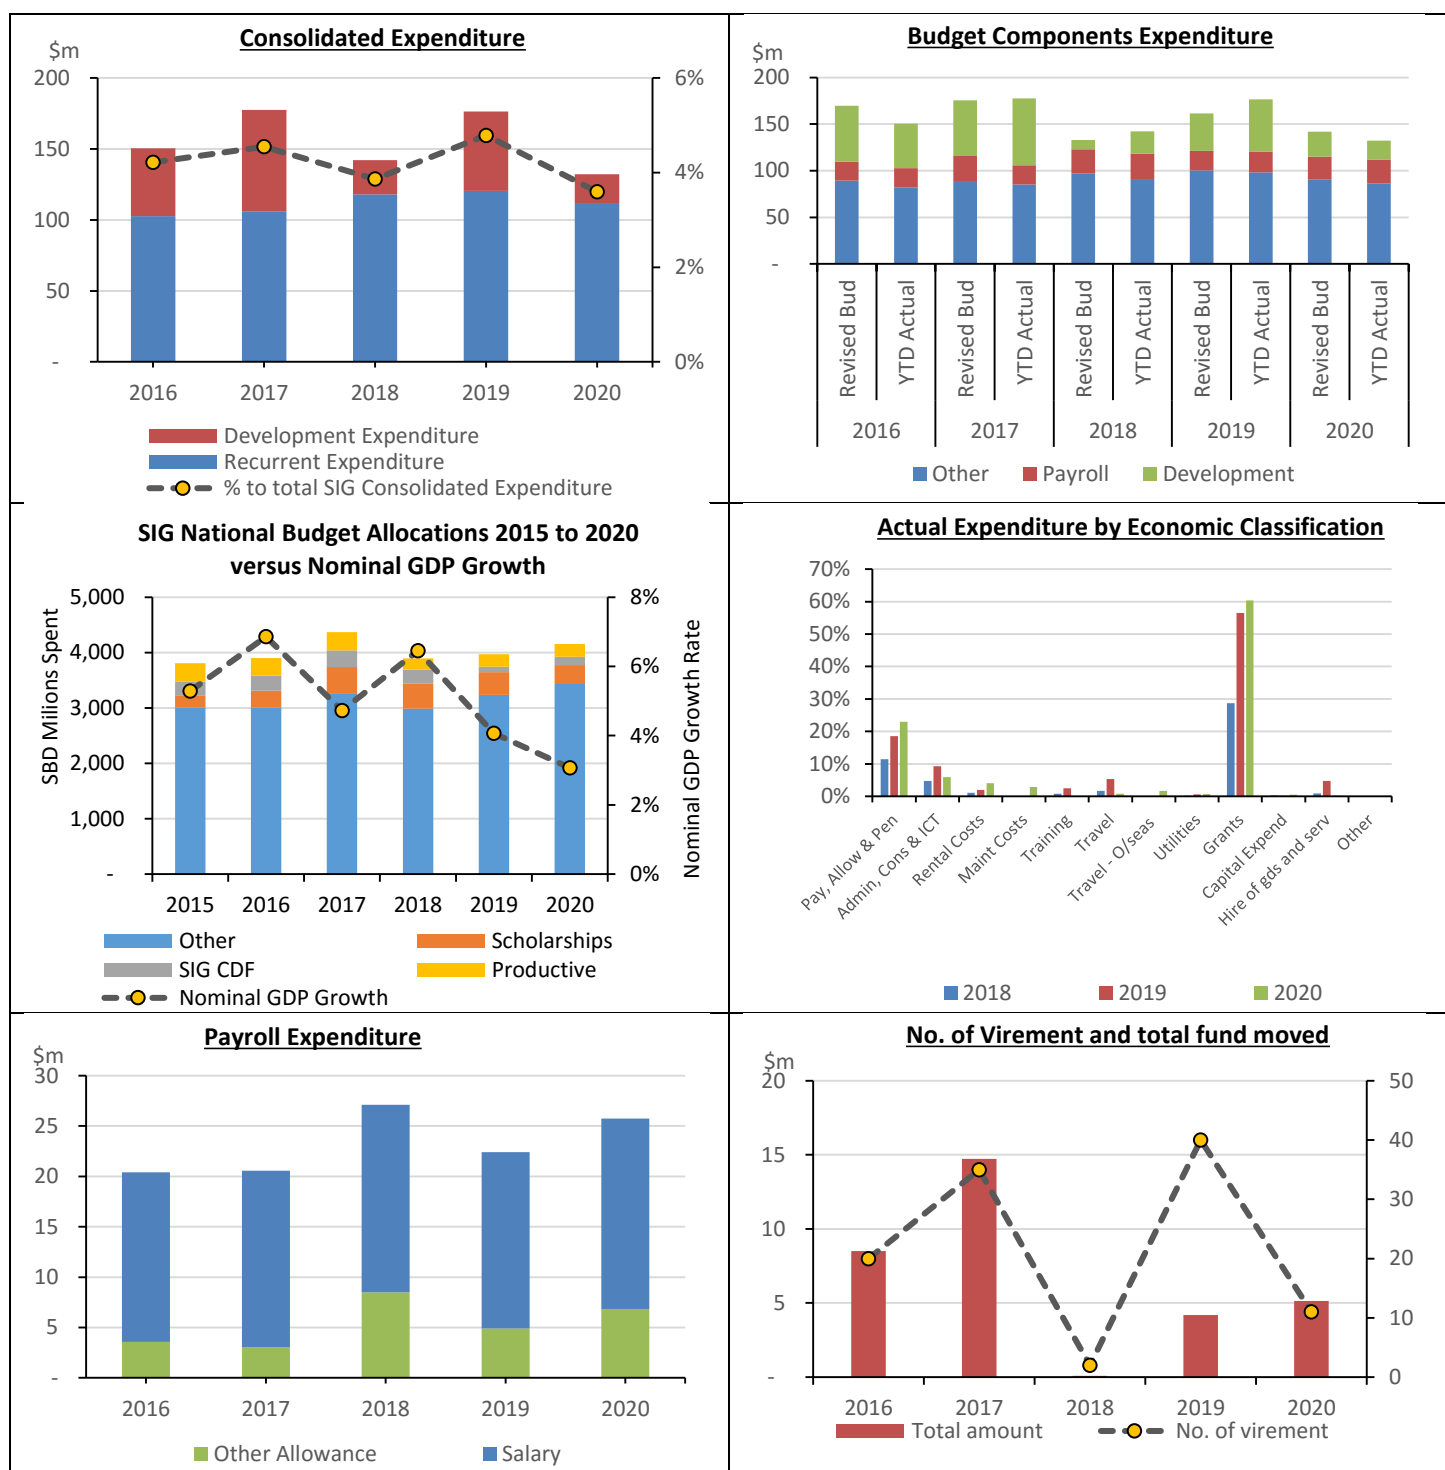 Consolidated Expenditure
$m
200
150
100
50
-
6%
4%
2%
0%
2016 2017 2018 2019 2020
Development Expenditure
Recurrent Expenditure
% to total SIG Consolidated Expenditure
Budget Components Expenditure
$m
200
150
100
50
-
Revised Bud YTD Actual Revised Bud YTD Actual Revised Bud YTD Actual Revised Bud YTD Actual Revised Bud YTD Actual
2016 2017 2018 2019 2020
Other Payroll Development
SIG National Budget Allocations 2015 to 2020
versus Nominal GDP Growth
SBD Milions Spent
5,000
4,000
3,000
2,000
1,000
-
8%
6%
4%
2%
0%
Nominal GDP Growth Rate
2015 2016 2017 2018 2019 2020
Other Scholarships
SIG CDF Productive
Nominal GDP Growth
Actual Expenditure by Economic Classification
70%
60%
50%
40%
30%
20%
10%
0%
Pay, Allow & Pen
Admin, Cons & ICT
Rental Costs
Maint Costs
Training
Travel
Travel - O/seas
Utilities
Grants
Capital Expend
Hire of gds and serv
Other
2018 2019 2020
Payroll Expenditure
$m
30
25
20
15
10
5
-
2016 2017 2018 2019 2020
Other Allowance Salary
No. of Virement and total fund moved
$m
20
15
10
5
-
50
40
30
20
10
0
2016 2017 2018 2019 2020
Total amount No. of virement